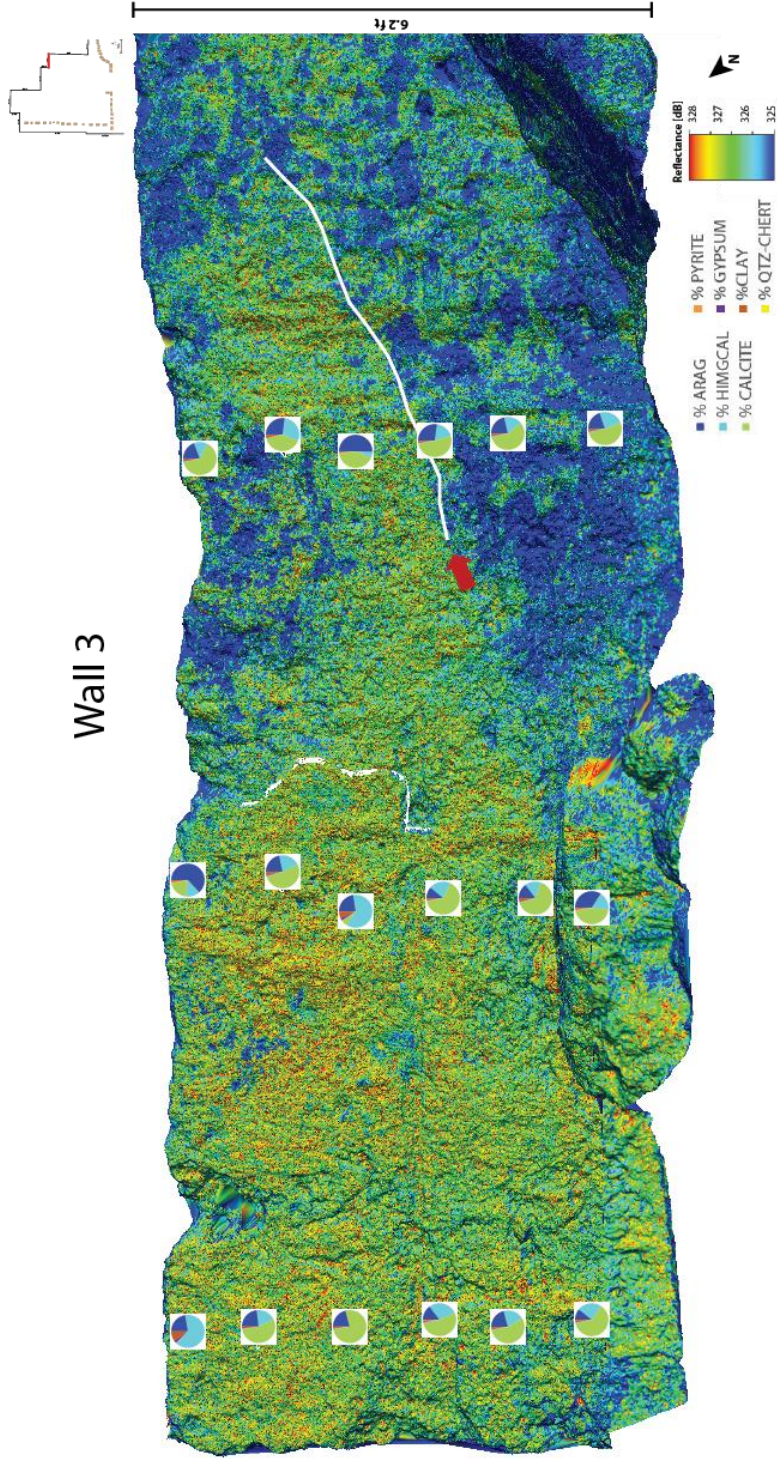 6.2 ft
N
Wall 3
Reflectance [dB]
328
327
326
325
% ARAG
% HIMGCAL
% CALCITE
% PYRITE
% GYPSUM
%CLAY
% QTZ-CHERT